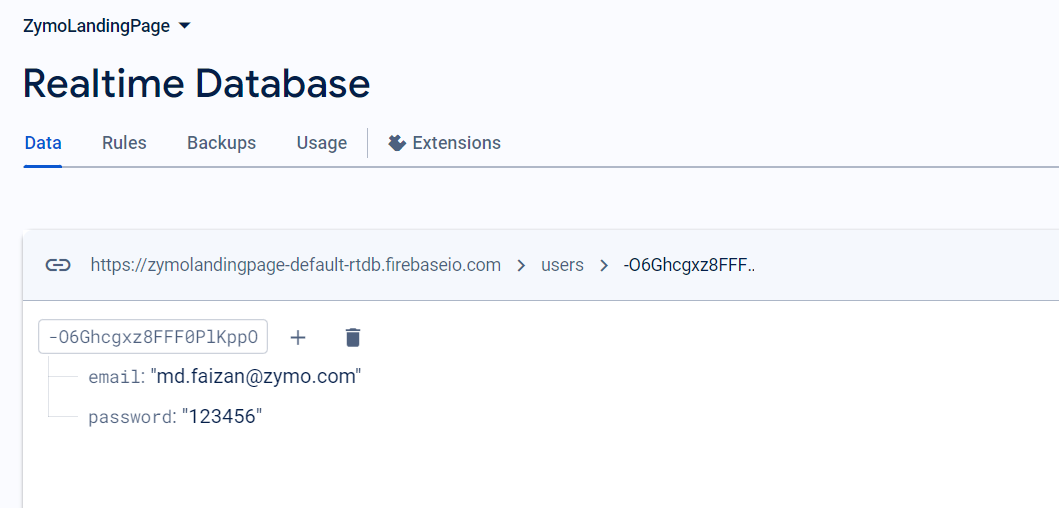 ZymoLandingPage
Realtime Database
Data Rules Backups Usage Extensions
https://zymolandingpage-default-rtdb.firebaseio.com > users > -O6Ghcgxz8FFF..
-O6Ghcgxz8FFF0PlKppO
email: "md.faizan@zymo.com"
password: "123456"